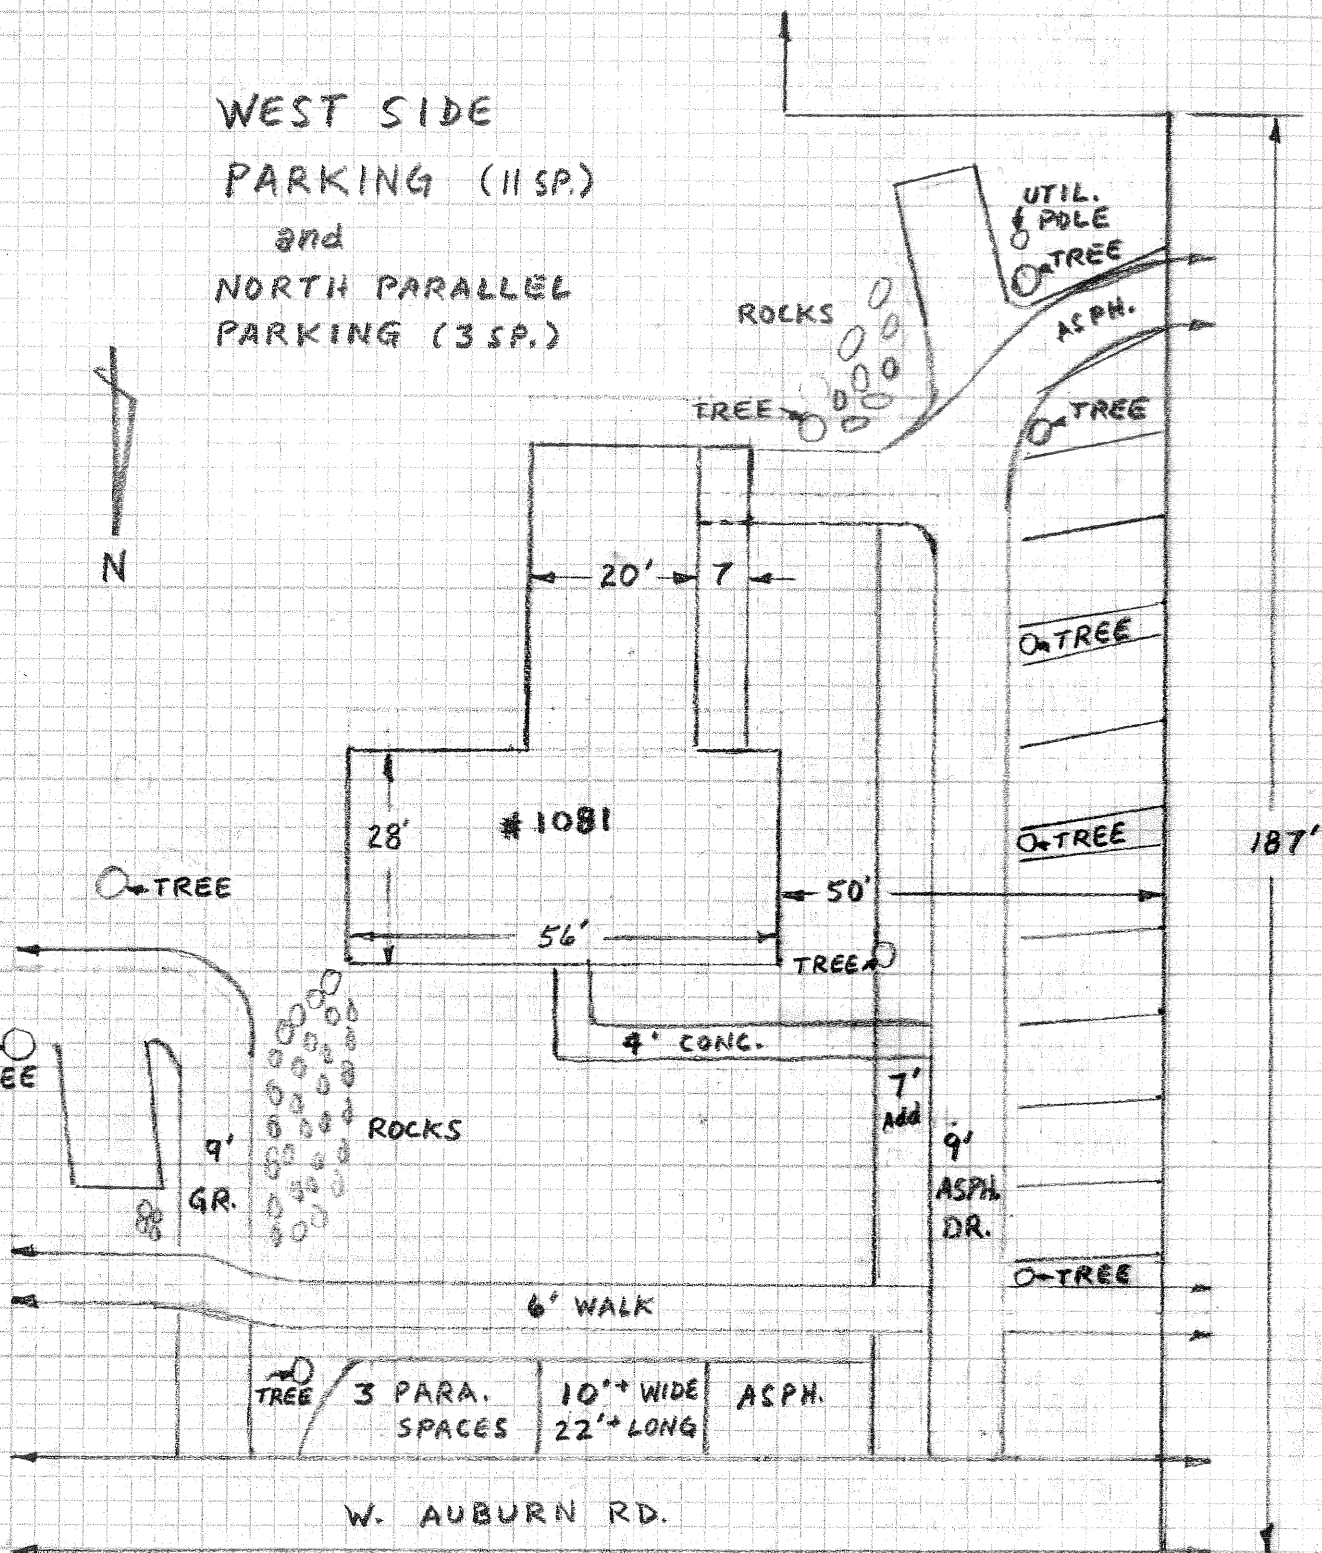 WEST SIDE
PARKING (11 SP.)
and
NORTH PARALLEL
PARKING (3 SP.)
N
UTIL.
POLE
TREE
ROCKS
ASPH.
TREE
TREE
20' 7
TREE
28'
# 1081
TREE
187'
TREE
50'
56'
TREE
4' CONC.
EE
7'
Add
ROCKS
9'
GR.
9'
ASPH.
DR.
TREE
6' WALK
TREE
3 PARA.
SPACES
10'+ WIDE
22'+ LONG
ASPH.
W. AUBURN RD.